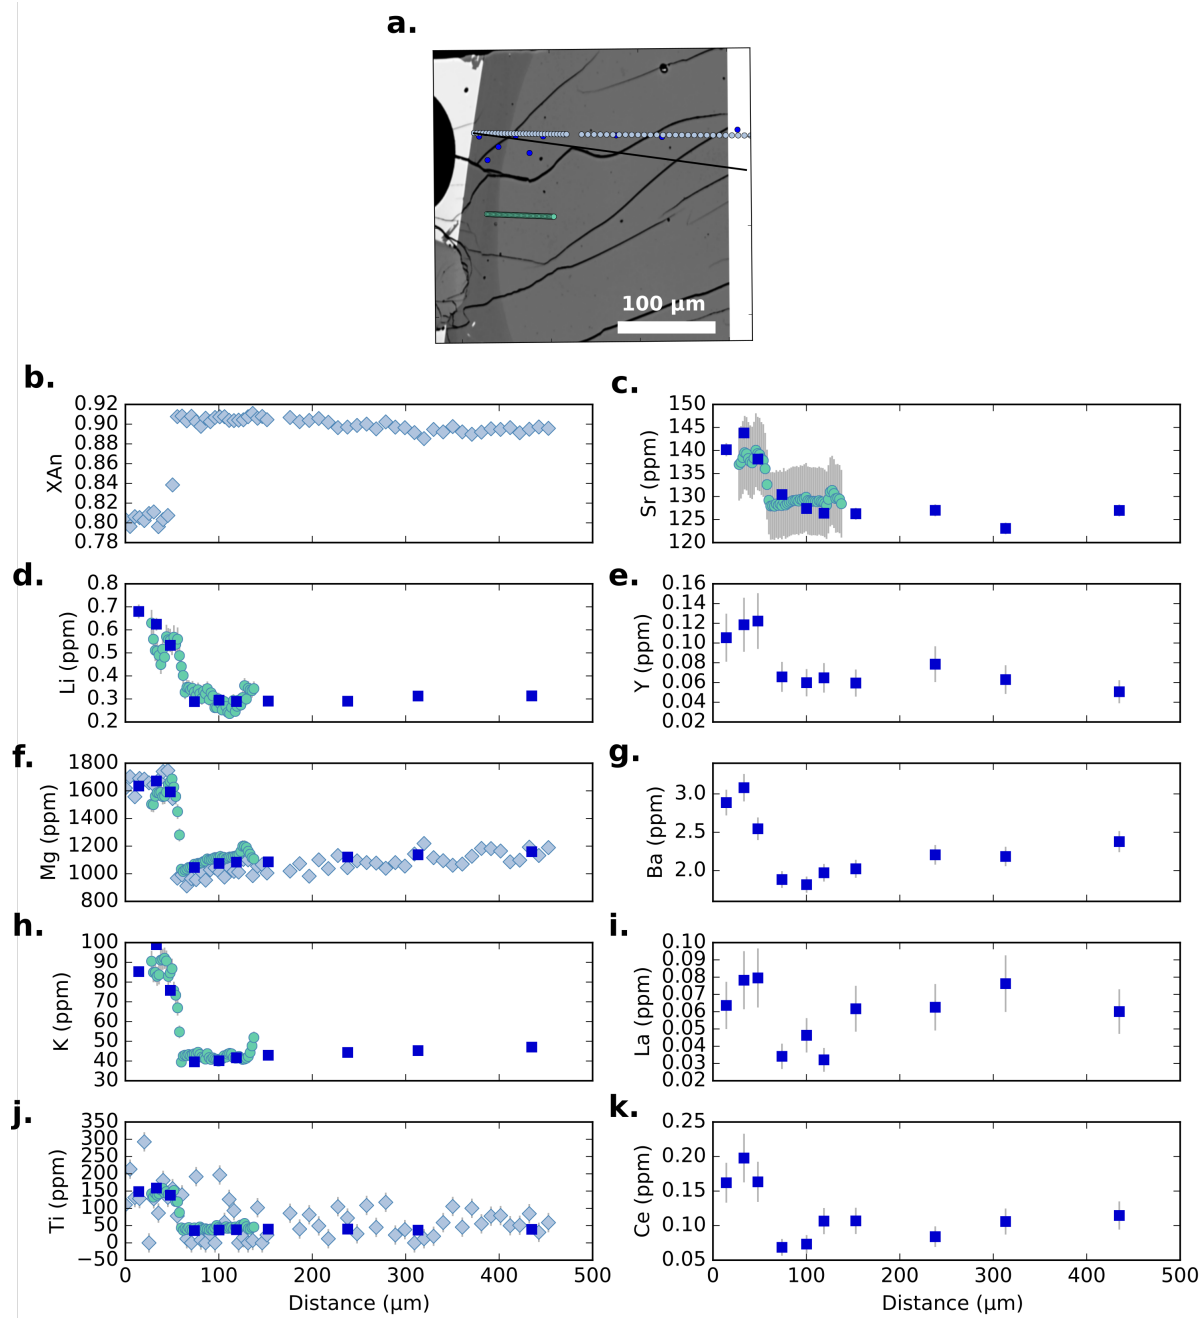 a.
100 µm
b.
0.92
0.90
0.88
0.86
0.84
0.82
0.80
0.78
XAn
c.
150
145
140
135
130
125
120
Sr (ppm)
d.
0.8
0.7
0.6
0.5
0.4
0.3
0.2
Li (ppm)
e.
0.16
0.14
0.12
0.10
0.08
0.06
0.04
0.02
Y (ppm)
f.
1800
1600
1400
1200
1000
800
Mg (ppm)
g.
3.0
2.5
2.0
Ba (ppm)
h.
100
90
80
70
60
50
40
30
K (ppm)
i.
0.10
0.09
0.08
0.07
0.06
0.05
0.04
0.03
0.02
La (ppm)
j.
350
300
250
200
150
100
50
0
−50
Ti (ppm)
0 100 200 300 400 500
Distance (µm)
k.
0.25
0.20
0.15
0.10
0.05
Ce (ppm)
0 100 200 300 400 500
Distance (µm)